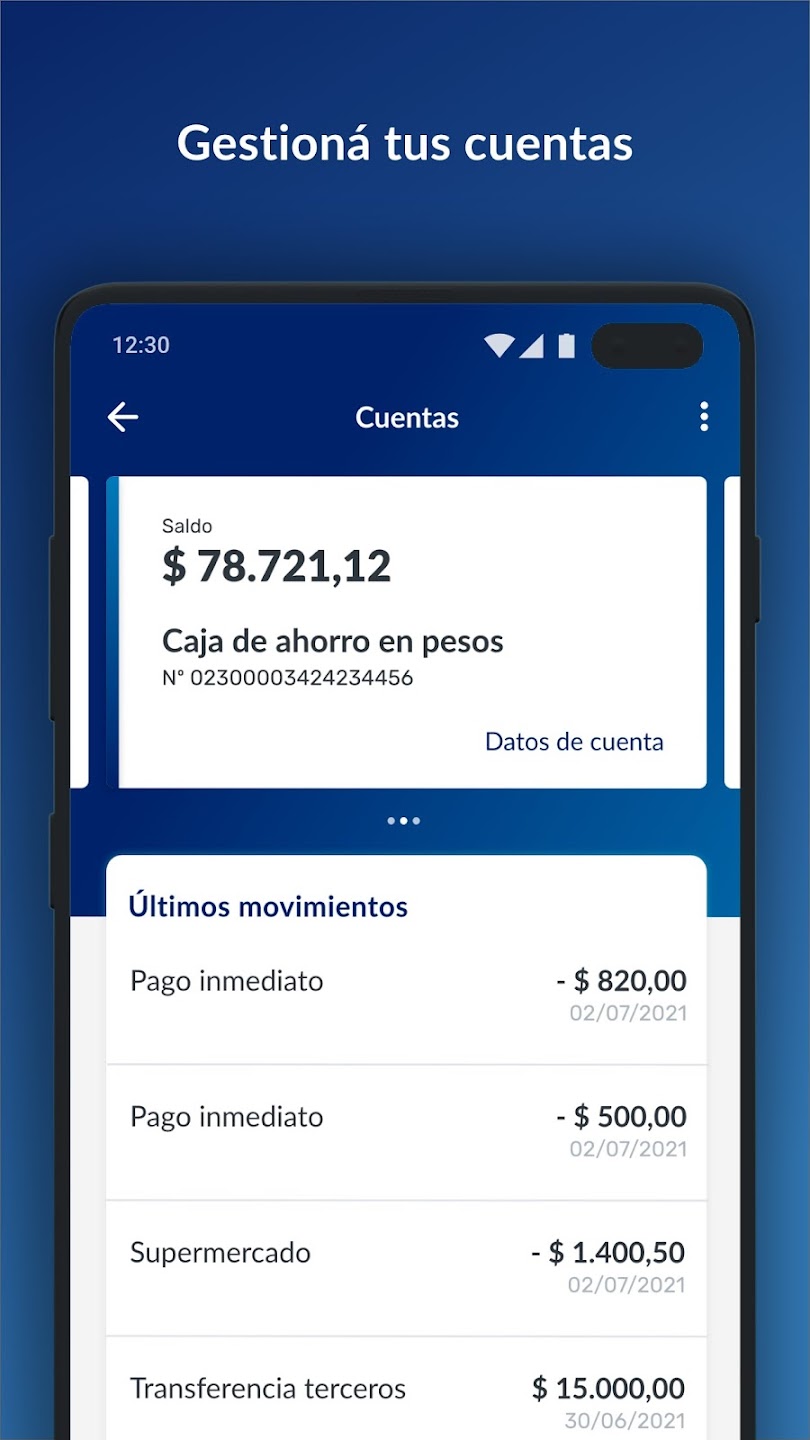 Gestioná tus cuentas
12:30
Cuentas
Saldo
$ 78.721,12
Caja de ahorro en pesos
N° 02300003424234456
Datos de cuenta
Últimos movimientos
Pago inmediato
- $ 820,00
02/07/2021
Pago inmediato
- $ 500,00
02/07/2021
Supermercado
- $ 1.400,50
02/07/2021
Transferencia terceros
$ 15.000,00
30/06/2021